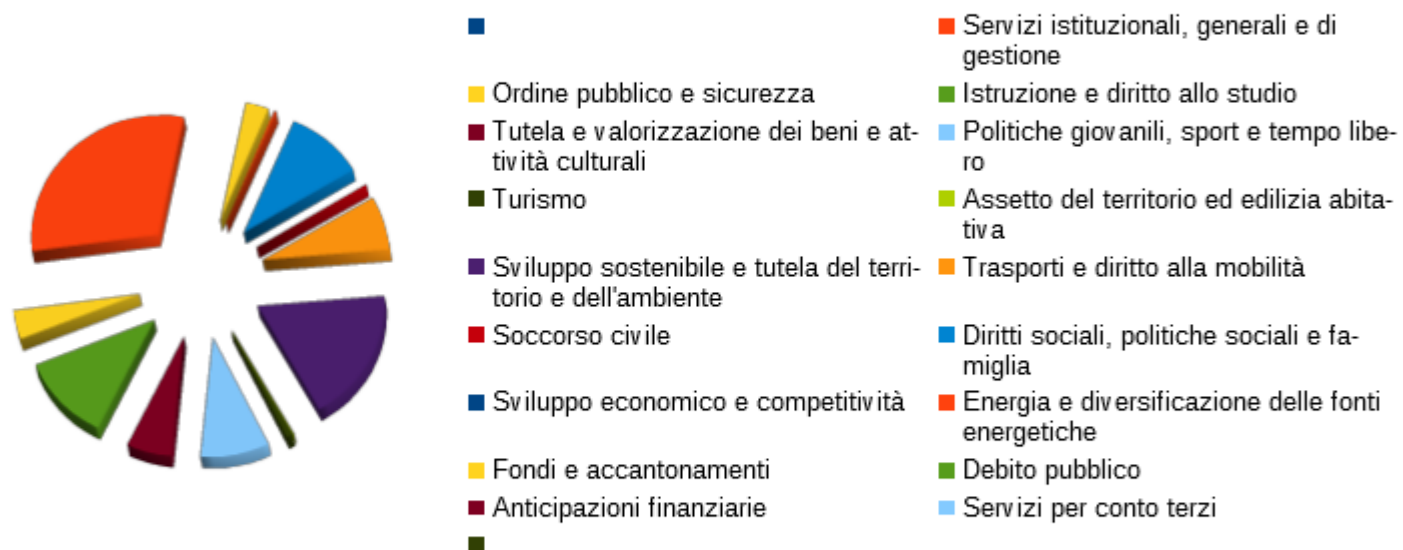 Servizi istituzionali, generali e di
gestione
Ordine pubblico e sicurezza
Istruzione e diritto allo studio
Tutela e valorizzazione dei beni e at-
tività culturali
Politiche giovanili, sport e tempo libe-
ro
Turismo
Assetto del territorio ed edilizia abita-
tiva
Sviluppo sostenibile e tutela del terri-
torio e dell'ambiente
Trasporti e diritto alla mobilità
Soccorso civile
Diritti sociali, politiche sociali e fa-
miglia
Sviluppo economico e competitività
Energia e diversificazione delle fonti
energetiche
Fondi e accantonamenti
Debito pubblico
Anticipazioni finanziarie
Servizi per conto terzi